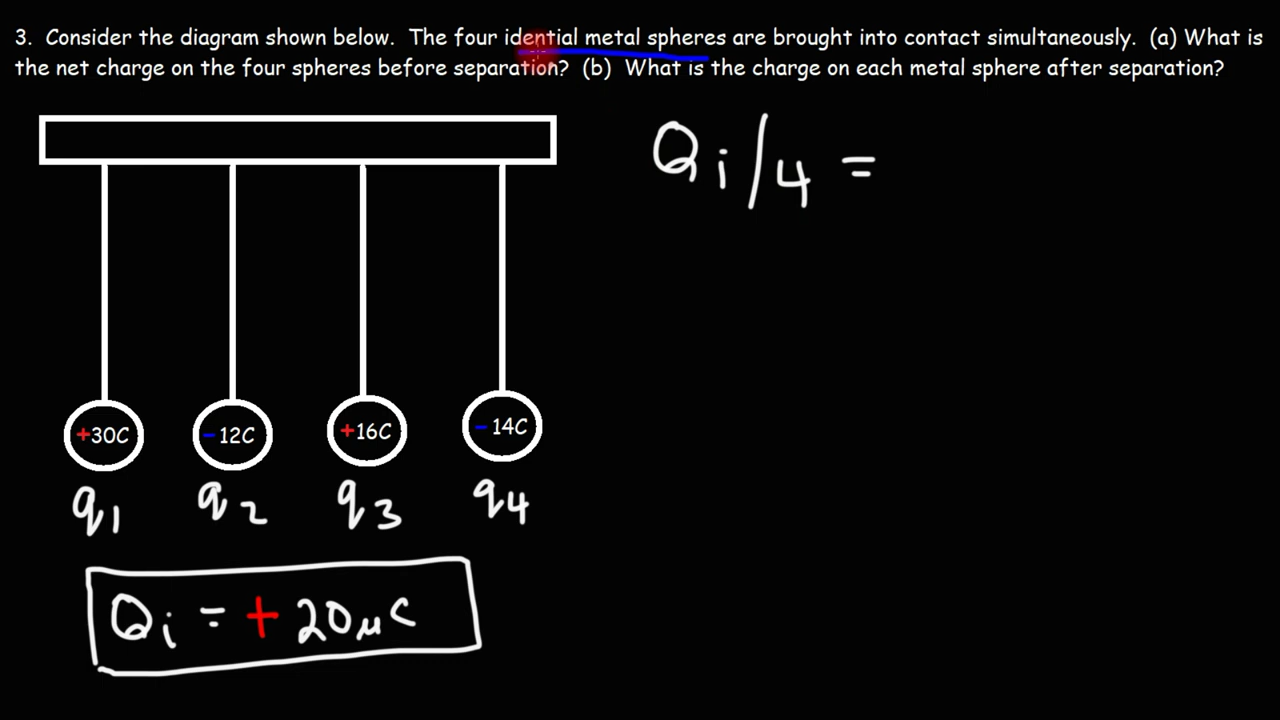 3. Consider the diagram shown below. The four idential metal spheres are brought into contact simultaneously. (a) What is
the net charge on the four spheres before separation? (b) What is the charge on each metal sphere after separation?
Qi/4 =
+30C -12C +16C -14C
q1 q2 q3 q4
Qi = + 20μC